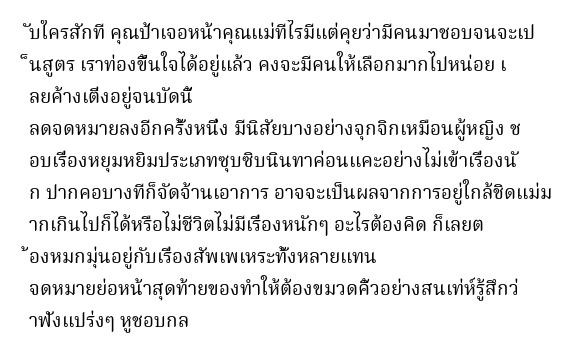 ับใครสักที คุณป้าเจอหน้าคุณแม่ทีไรมีแต่คุยว่ามีคนมาชอบจนจะเป
็นสูตร เราท่องขึ้นใจได้อยู่แล้ว คงจะมีคนให้เลือกมากไปหน่อย เ
ลยค้างเติ่งอยู่จนบัดนี้
ลดจดหมายลงอีกครั้งหนึ่ง มีนิสัยบางอย่างจุกจิกเหมือนผู้หญิง ช
อบเรื่องหยุมหยิมประเภทซุบซิบนินทาค่อนแคะอย่างไม่เข้าเรื่องนั
ก ปากคอบางทีก็จัดจ้านเอาการ อาจจะเป็นผลจากการอยู่ใกล้ชิดแม่ม
ากเกินไปก็ได้หรือไม่ชีวิตไม่มีเรื่องหนักๆ อะไรต้องคิด ก็เลยต
้องหมกมุ่นอยู่กับเรื่องสัพเพเหระทั้งหลายแทน
จดหมายย่อหน้าสุดท้ายของทำให้ต้องขมวดคิ้วอย่างสนเท่ห์รู้สึกว่
าฟังแปร่งๆ หูชอบกล